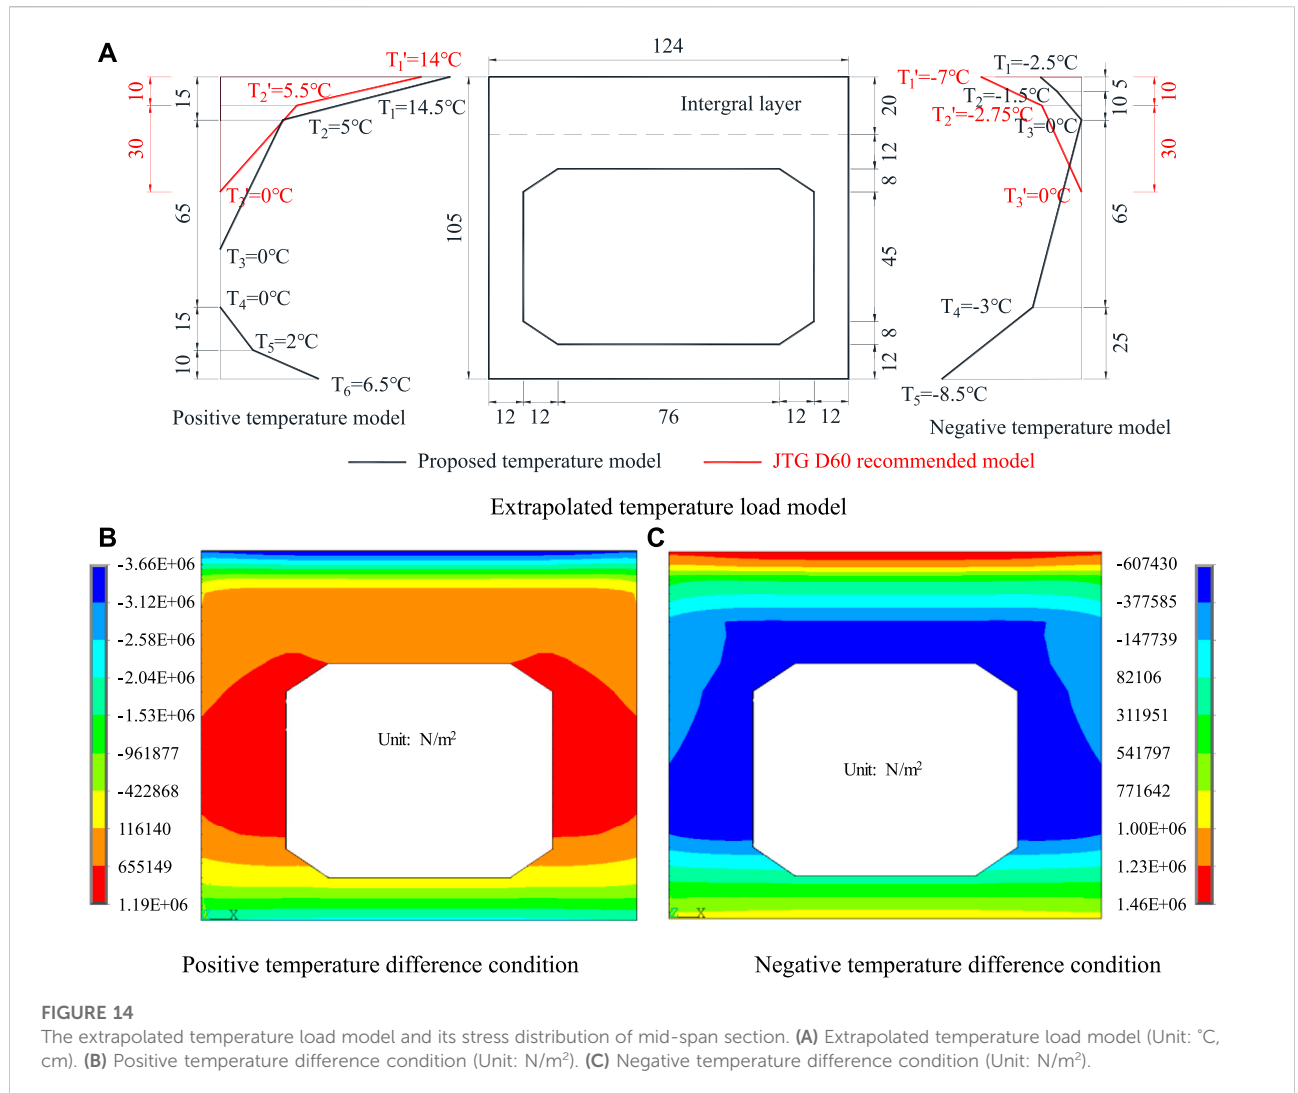 A
124
T1'=14°C
T2'=5.5°C
T1=14.5°C
T2=5°C
T3'=0°C
T3=0°C
T4=0°C
T5=2°C
T6=6.5°C
10
30
15
65
15
10
Positive temperature model
Intergral layer
105
20
12
8
45
8
12
12
12
76
12
12
T1=-2.5°C
T1'=-7°C
T2=-1.5°C
T2'=-2.75°C
T3=0°C
T3'=0°C
T4=-3°C
T5=-8.5°C
5
10
65
25
10
30
Negative temperature model
Proposed temperature model
JTG D60 recommended model
Extrapolated temperature load model
B
-3.66E+06
-3.12E+06
-2.58E+06
-2.04E+06
-1.53E+06
-961877
-422868
116140
655149
1.19E+06
Unit: N/m²
Z X
Positive temperature difference condition
C
Unit: N/m²
Z X
-607430
-377585
-147739
82106
311951
541797
771642
1.00E+06
1.23E+06
1.46E+06
Negative temperature difference condition
FIGURE 14
The extrapolated temperature load model and its stress distribution of mid-span section. (A) Extrapolated temperature load model (Unit: °C,
cm). (B) Positive temperature difference condition (Unit: N/m²). (C) Negative temperature difference condition (Unit: N/m²).